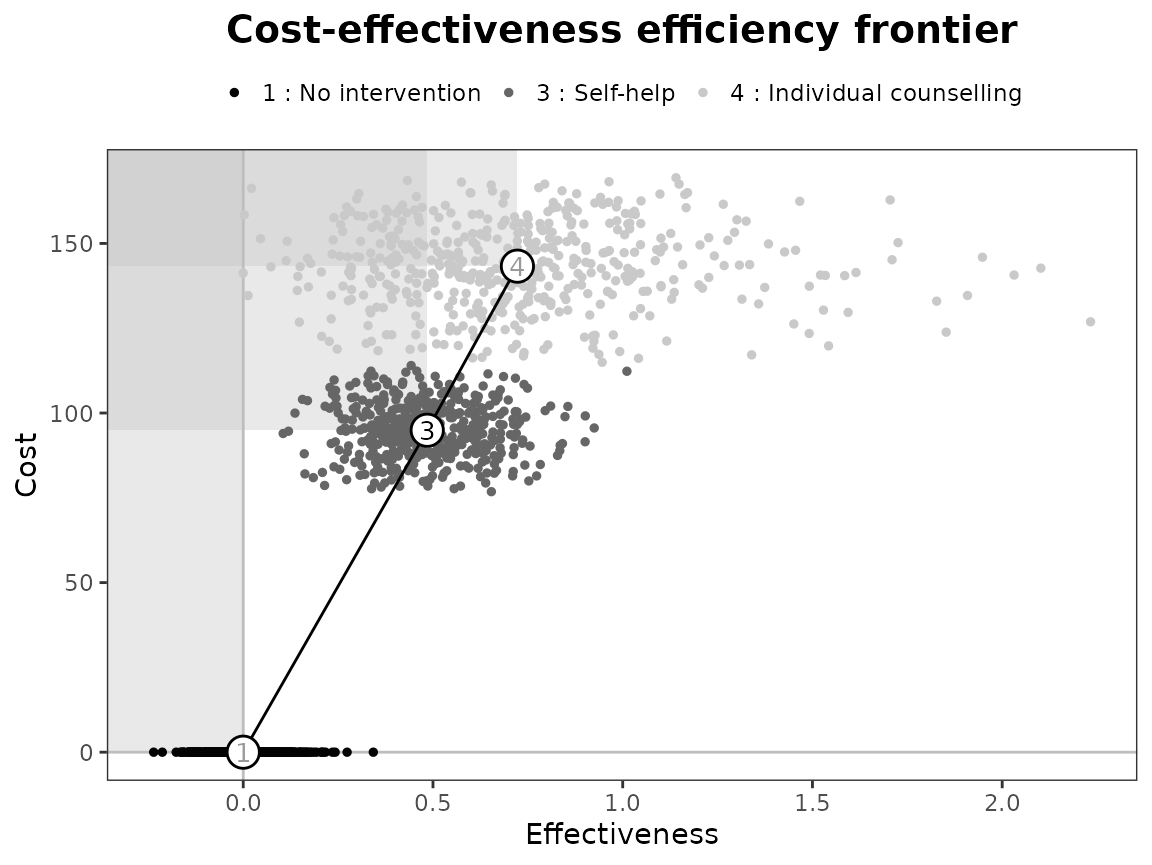 Cost-effectiveness efficiency frontier
1 : No intervention 3 : Self-help 4 : Individual counselling
150
100
50
0
Cost
4
3
1
0.0 0.5 1.0 1.5 2.0
Effectiveness